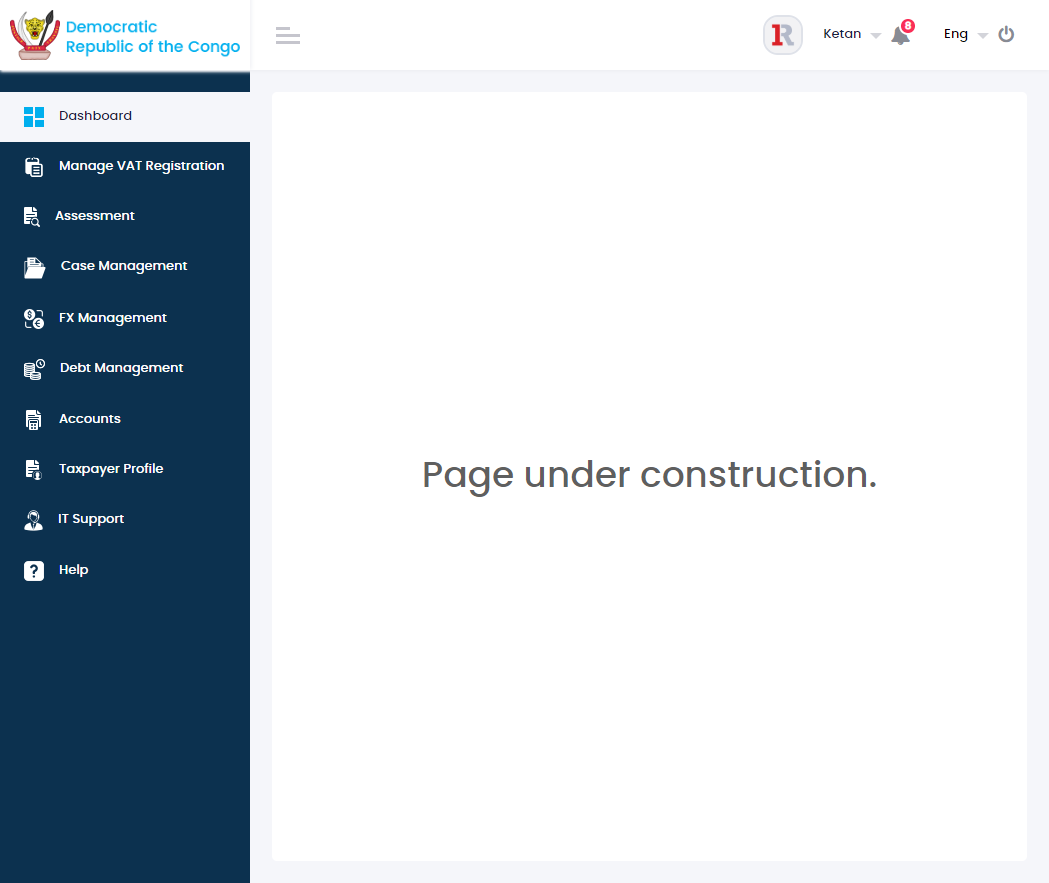 Democratic
Republic of the Congo
Ketan
8
Eng
Dashboard
Manage VAT Registration
Assessment
Case Management
FX Management
Debt Management
Accounts
Taxpayer Profile
IT Support
Help
Page under construction.